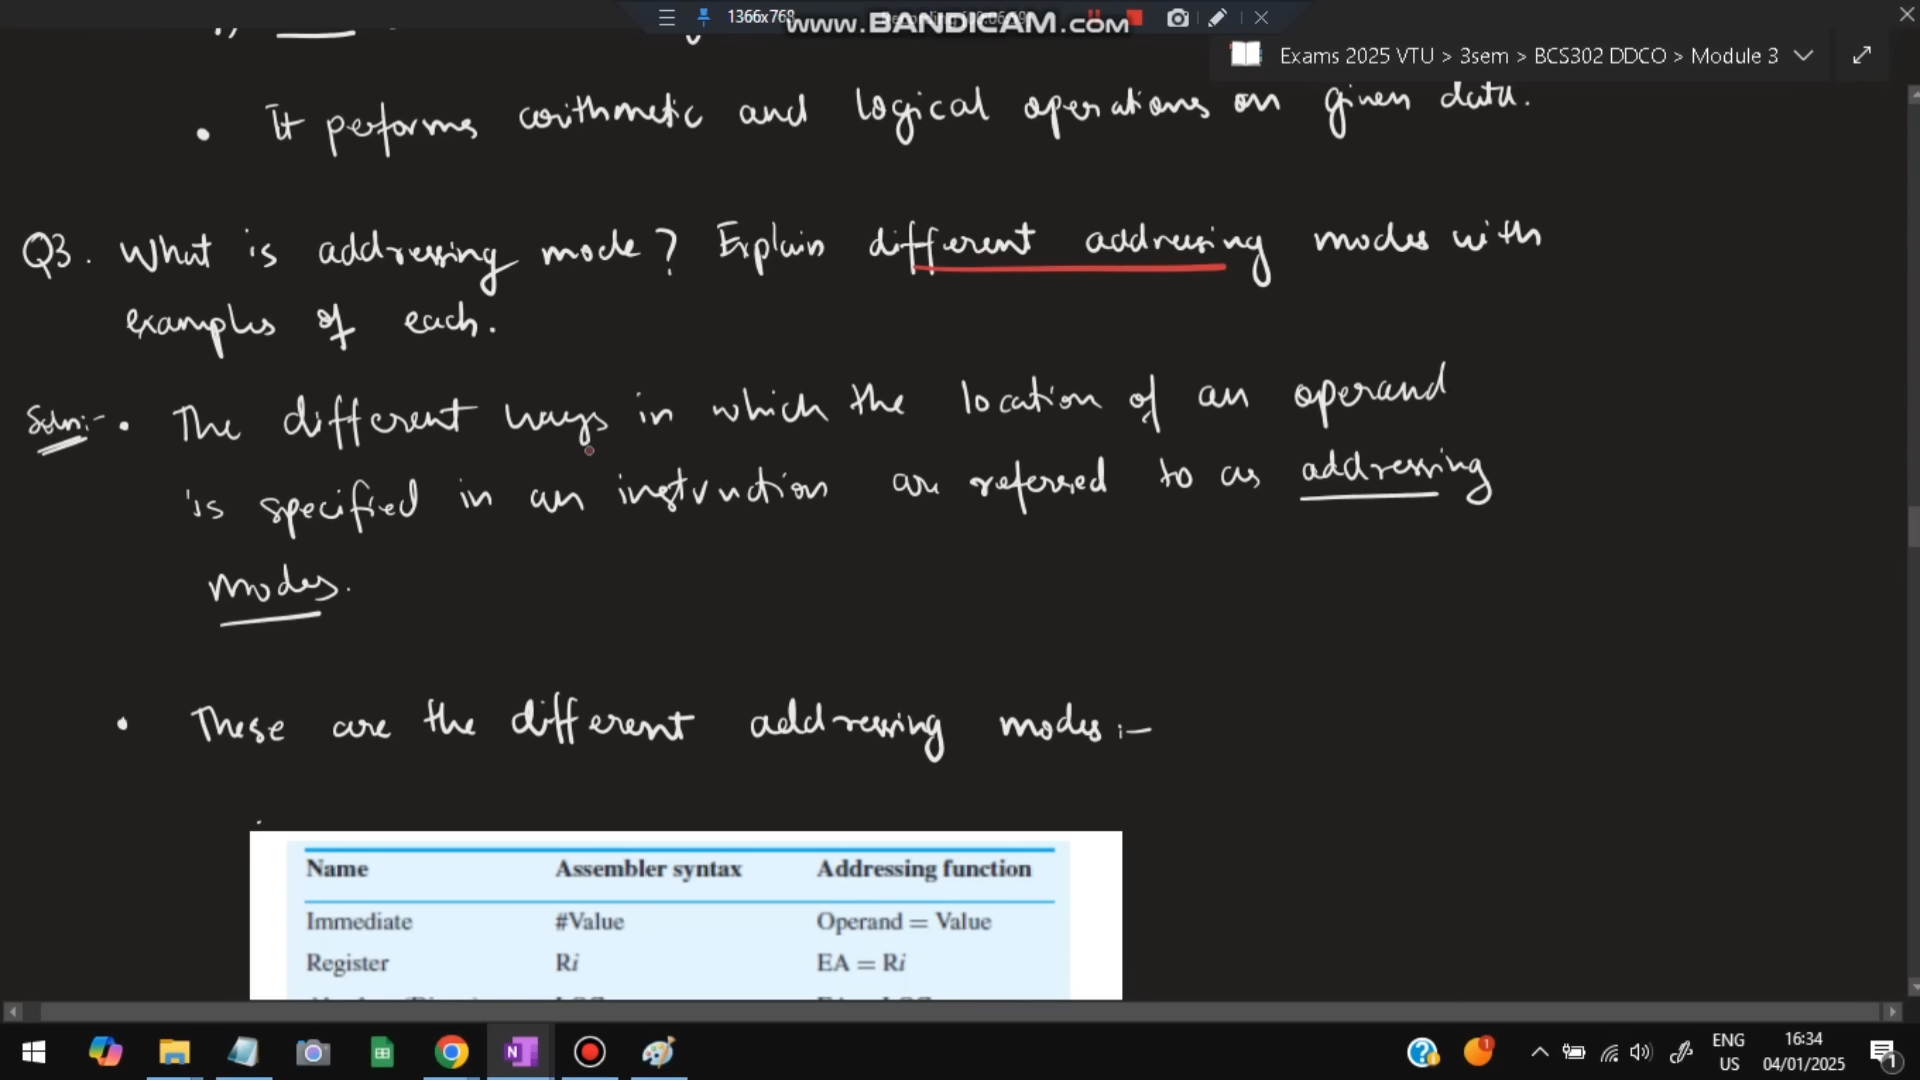 1366x768
www.BANDICAM.com
Exams 2025 VTU > 3sem > BCS302 DDCO > Module 3
• It performs arithmetic and logical operations on given data.
Q3. What is addressing mode? Explain different addressing modes with
examples of each.
Soln:- • The different ways in which the location of an operand
is specified in an instruction are referred to as addressing
modes.
• These are the different addressing modes:-
Name Assembler syntax Addressing function
Immediate #Value Operand = Value
Register Ri EA = Ri
ENG
US
16:34
04/01/2025